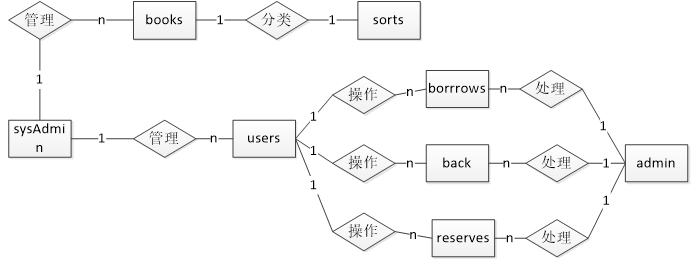 管理
n
books
1
分类
1
sorts
1
sysAdmi
n
1
管理
n
users
1
操作
n
borrrows
n
处理
1
1
操作
n
back
n
处理
1
admin
1
操作
n
reserves
n
处理
1